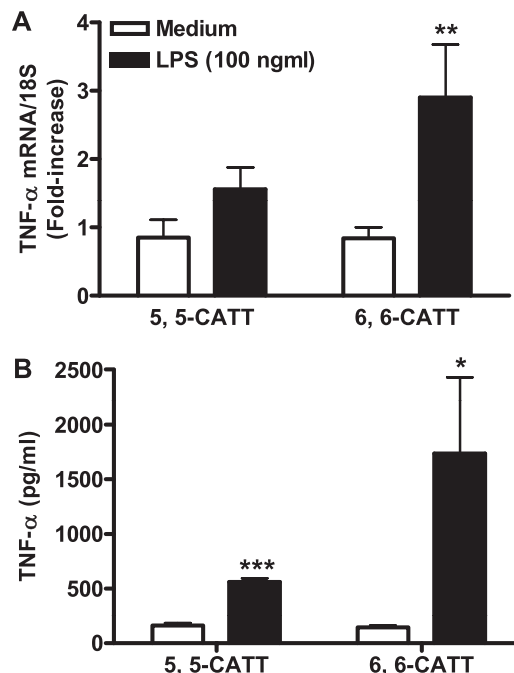 A
Medium
LPS (100 ngml)
TNF-α mRNA/18S
(Fold-increase)
4
3
2
1
0
**
5, 5-CATT 6, 6-CATT
B
TNF-α (pg/ml)
2500
2000
1500
1000
500
0
***
*
5, 5-CATT 6, 6-CATT